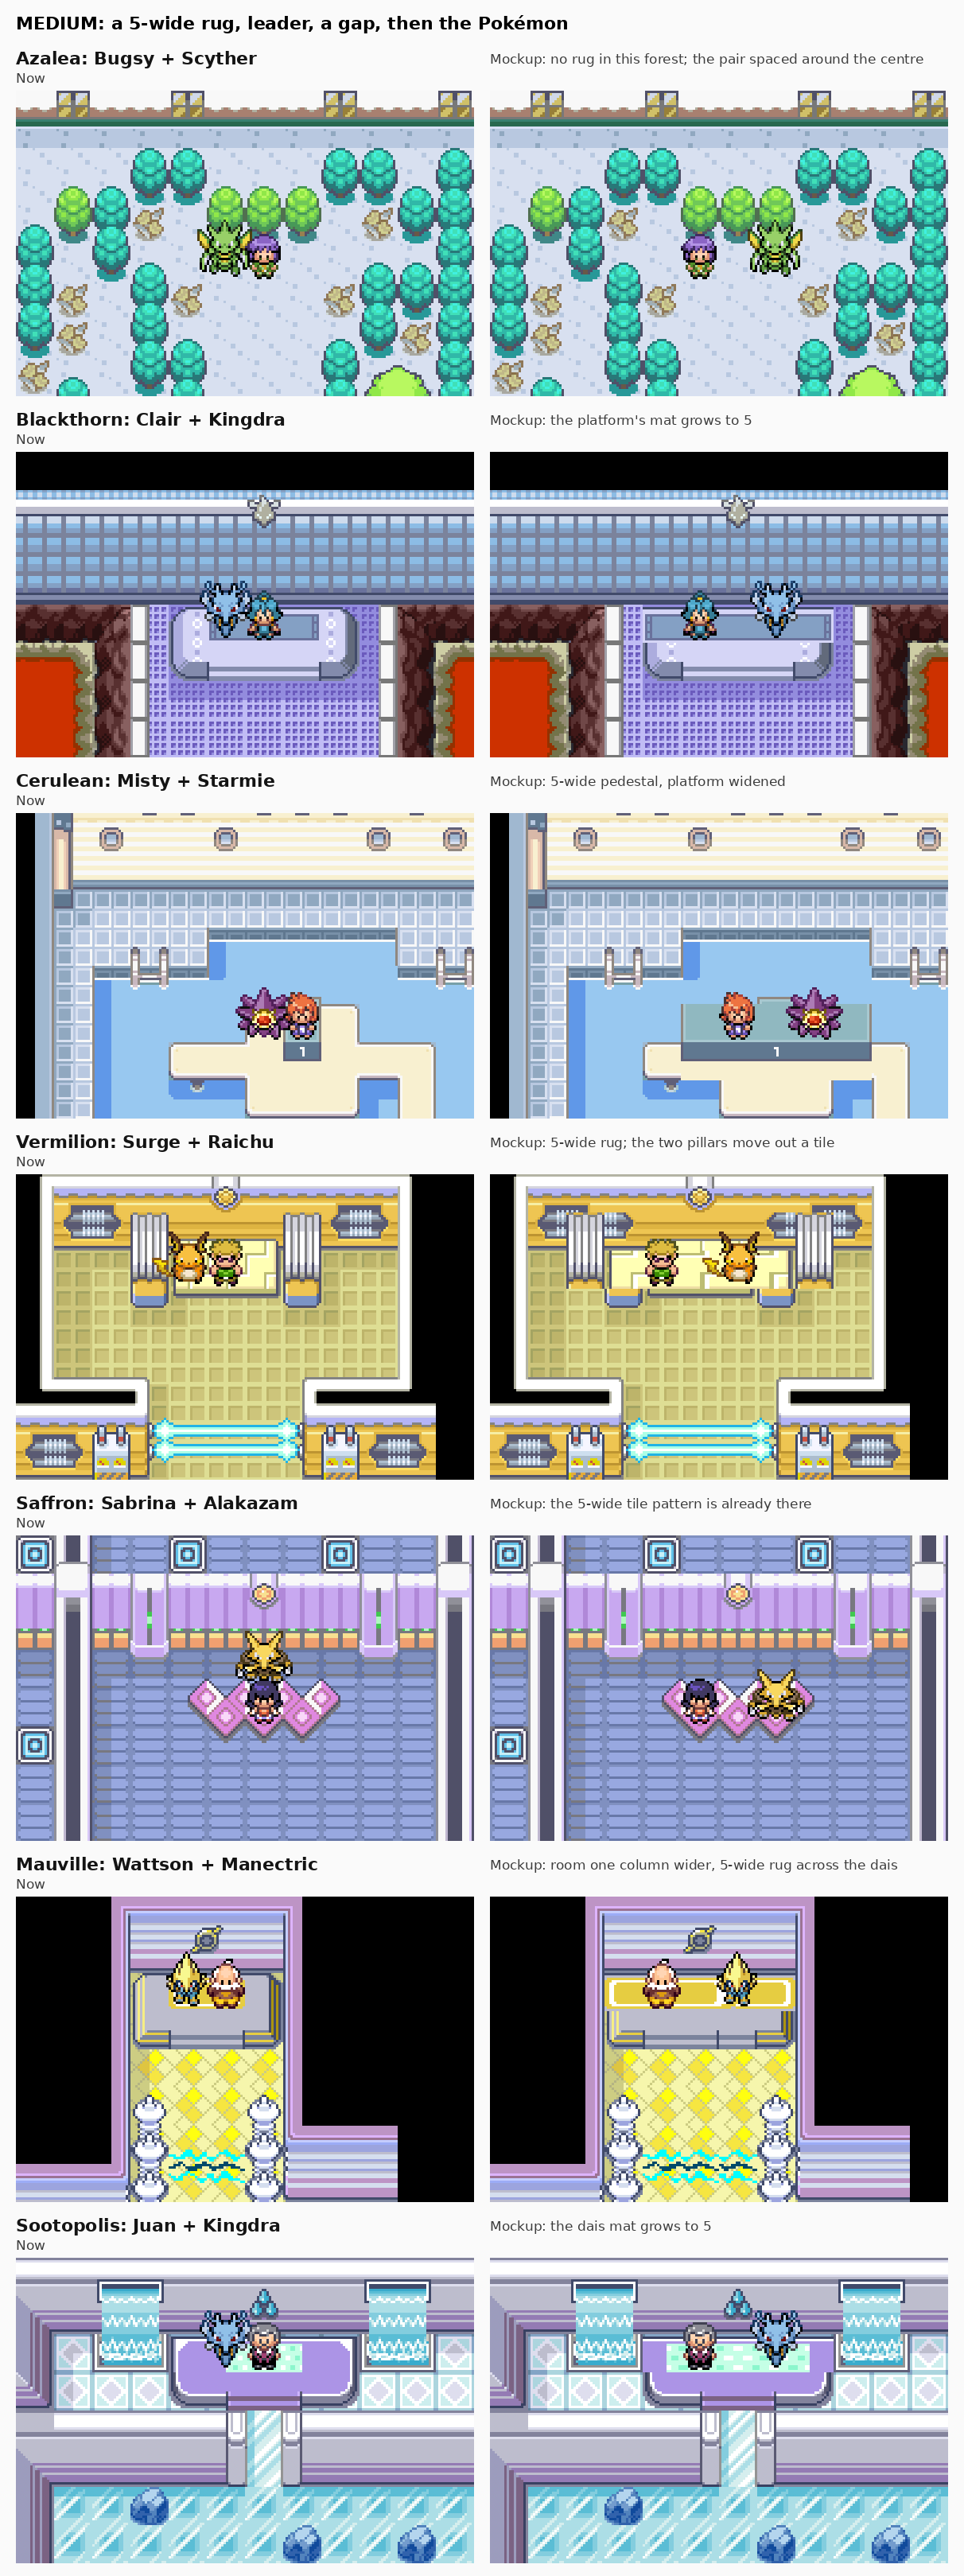 MEDIUM: a 5-wide rug, leader, a gap, then the Pokémon
Azalea: Bugsy + Scyther
Mockup: no rug in this forest; the pair spaced around the centre
Now
Blackthorn: Clair + Kingdra
Mockup: the platform's mat grows to 5
Now
Cerulean: Misty + Starmie
Mockup: 5-wide pedestal, platform widened
Now
1
1
Vermilion: Surge + Raichu
Mockup: 5-wide rug; the two pillars move out a tile
Now
Saffron: Sabrina + Alakazam
Mockup: the 5-wide tile pattern is already there
Now
Mauville: Wattson + Manectric
Mockup: room one column wider, 5-wide rug across the dais
Now
Sootopolis: Juan + Kingdra
Mockup: the dais mat grows to 5
Now